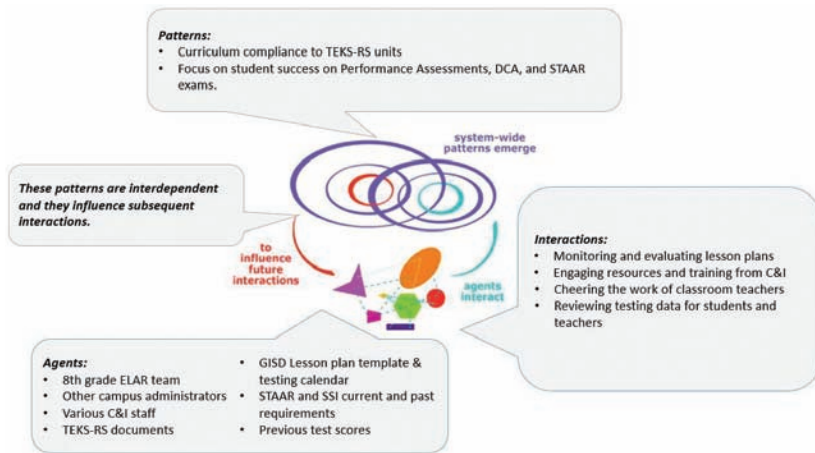 Patterns:
• Curriculum compliance to TEKS-RS units
• Focus on student success on Performance Assessments, DCA, and STAAR
exams.
system-wide
patterns emerge
These patterns are interdependent
and they influence subsequent
interactions.
to
influence
future
interactions
agents
interact
Interactions:
• Monitoring and evaluating lesson plans
• Engaging resources and training from C&I
• Cheering the work of classroom teachers
• Reviewing testing data for students and
teachers
Agents:
• 8th grade ELAR team
• Other campus administrators
• Various C&I staff
• TEKS-RS documents
• GISD Lesson plan template &
testing calendar
• STAAR and SSI current and past
requirements
• Previous test scores